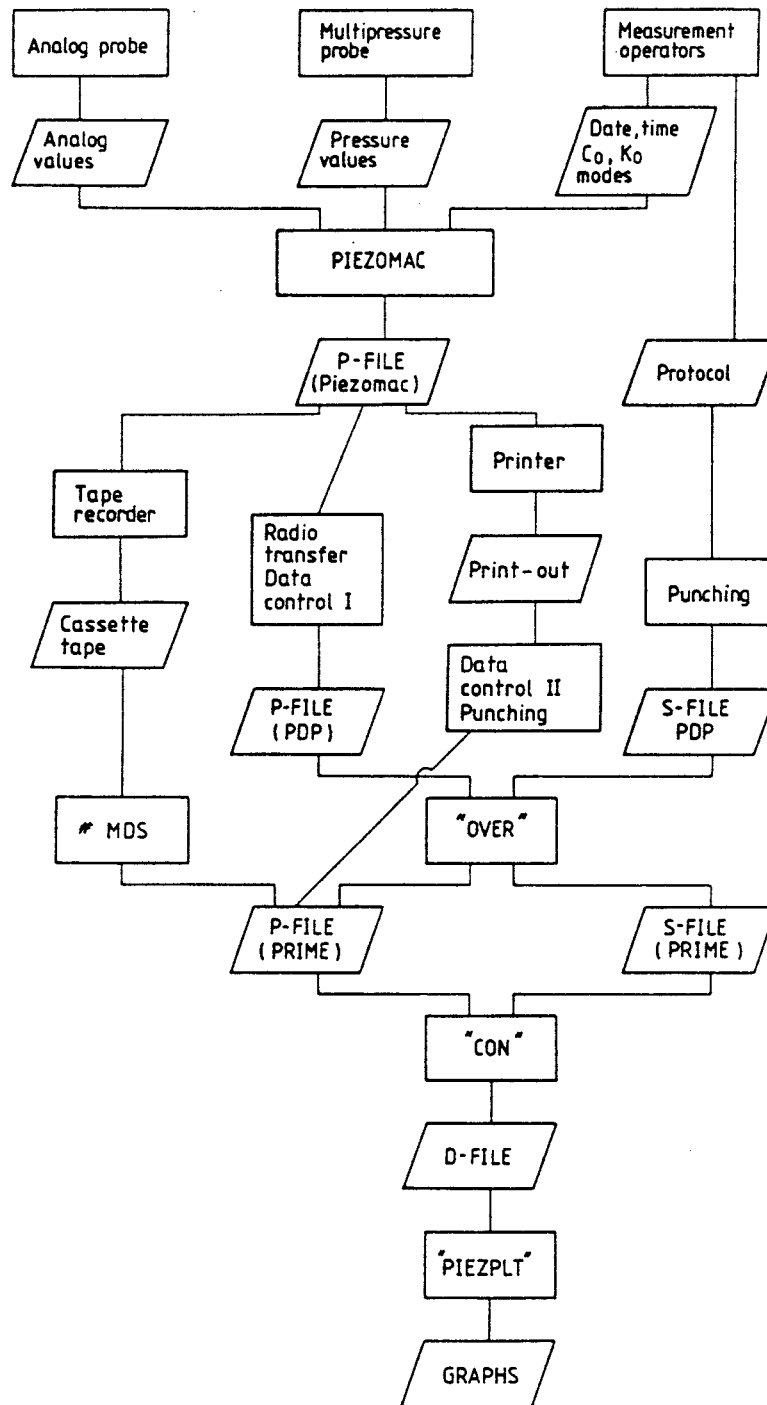 Analog probe
Multipressure
probe
Measurement
operators
Analog
values
Pressure
values
Date, time
C₀, K₀
modes
PIEZOMAC
P-FILE
(Piezomac)
Protocol
Printer
Tape
recorder
Radio
transfer
Data
control I
Print-out
Punching
Cassette
tape
Data
control II
Punching
P-FILE
(PDP)
S-FILE
PDP
" MDS
"OVER"
P-FILE
(PRIME)
S-FILE
(PRIME)
"CON"
D-FILE
"PIEZPLT"
GRAPHS